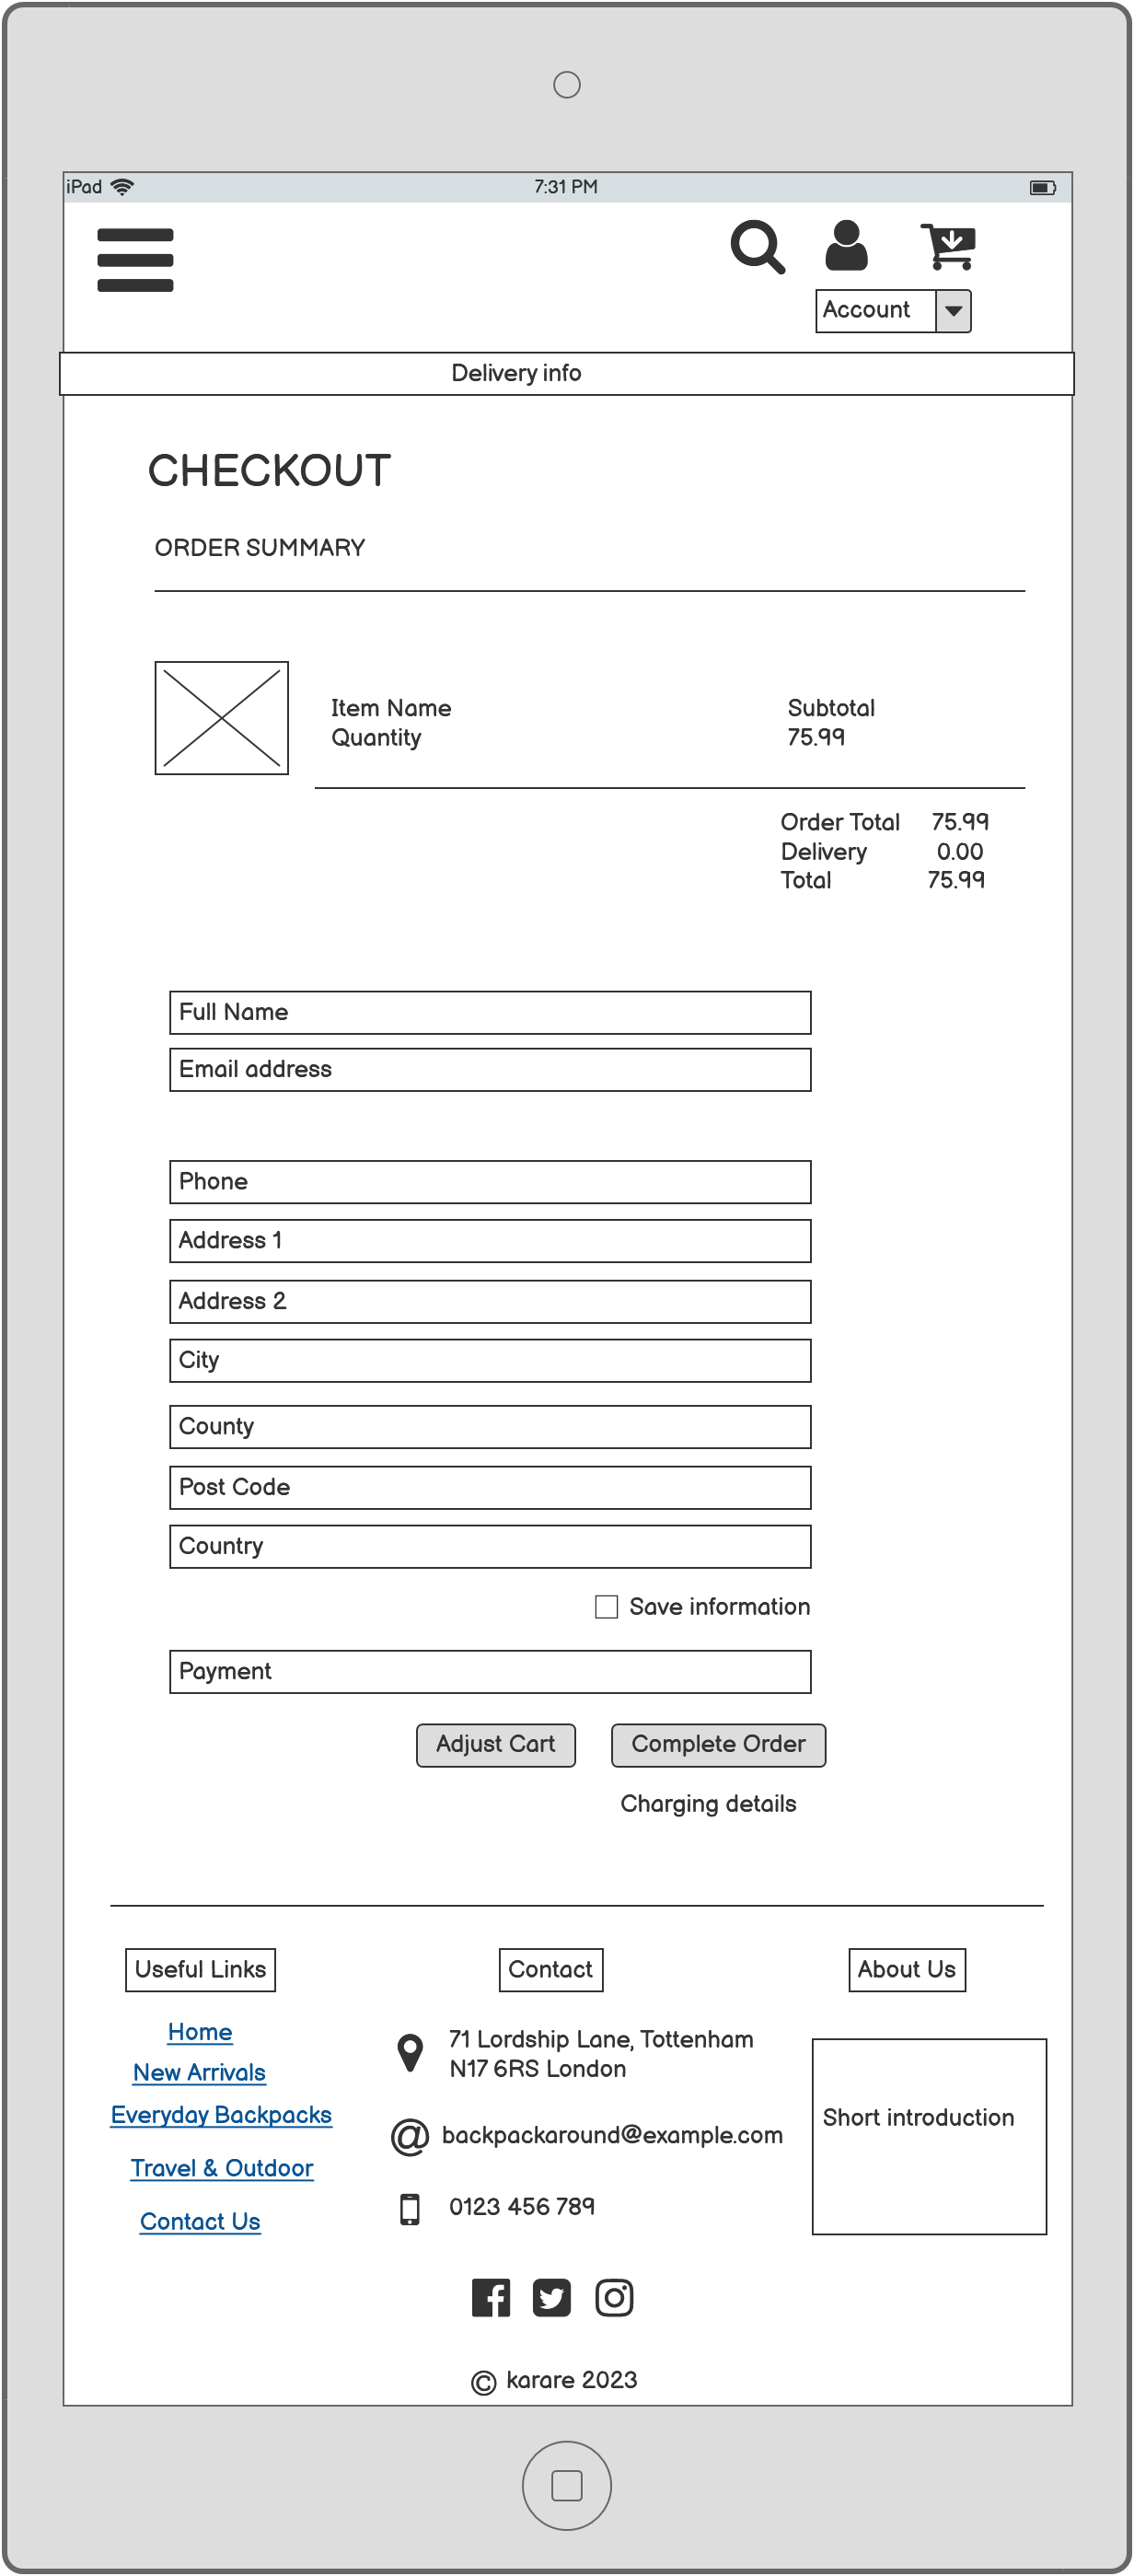 iPad
7:31 PM
Account
Delivery info
CHECKOUT
ORDER SUMMARY
Item Name
Quantity
Subtotal
75.99
Order Total 75.99
Delivery 0.00
Total 75.99
Full Name
Email address
Phone
Address 1
Address 2
City
County
Post Code
Country
Save information
Payment
Adjust Cart
Complete Order
Charging details
Useful Links
Home
New Arrivals
Everyday Backpacks
Travel & Outdoor
Contact Us
Contact
71 Lordship Lane, Tottenham
N17 6RS London
@ backpackaround@example.com
0123 456 789
About Us
Short introduction
© karare 2023